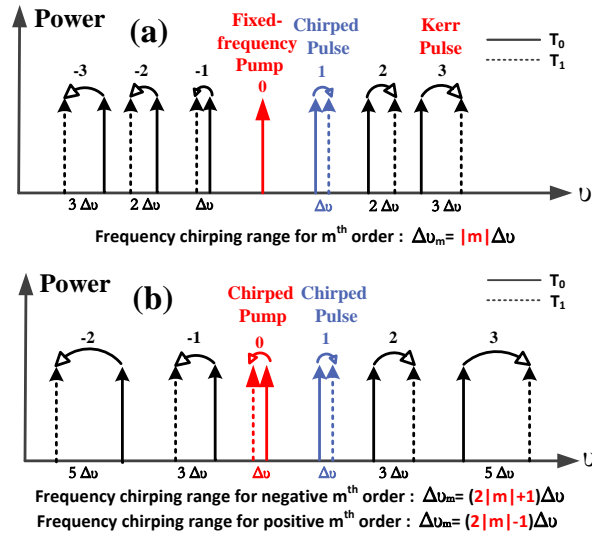 Power
(a)
Fixed-
frequency
Pump
Chirped
Pulse
Kerr
Pulse
T0
T1
-3 -2 -1 0 1 2 3
3 Δυ 2 Δυ Δυ Δυ 2 Δυ 3 Δυ
υ
Frequency chirping range for mth order : Δυm= |m|Δυ
Power
(b)
Chirped
Pump
Chirped
Pulse
T0
T1
-2 -1 0 1 2 3
5 Δυ 3 Δυ Δυ Δυ 3 Δυ 5 Δυ
υ
Frequency chirping range for negative mth order : Δυm= (2|m|+1)Δυ
Frequency chirping range for positive mth order : Δυm= (2|m|-1)Δυ